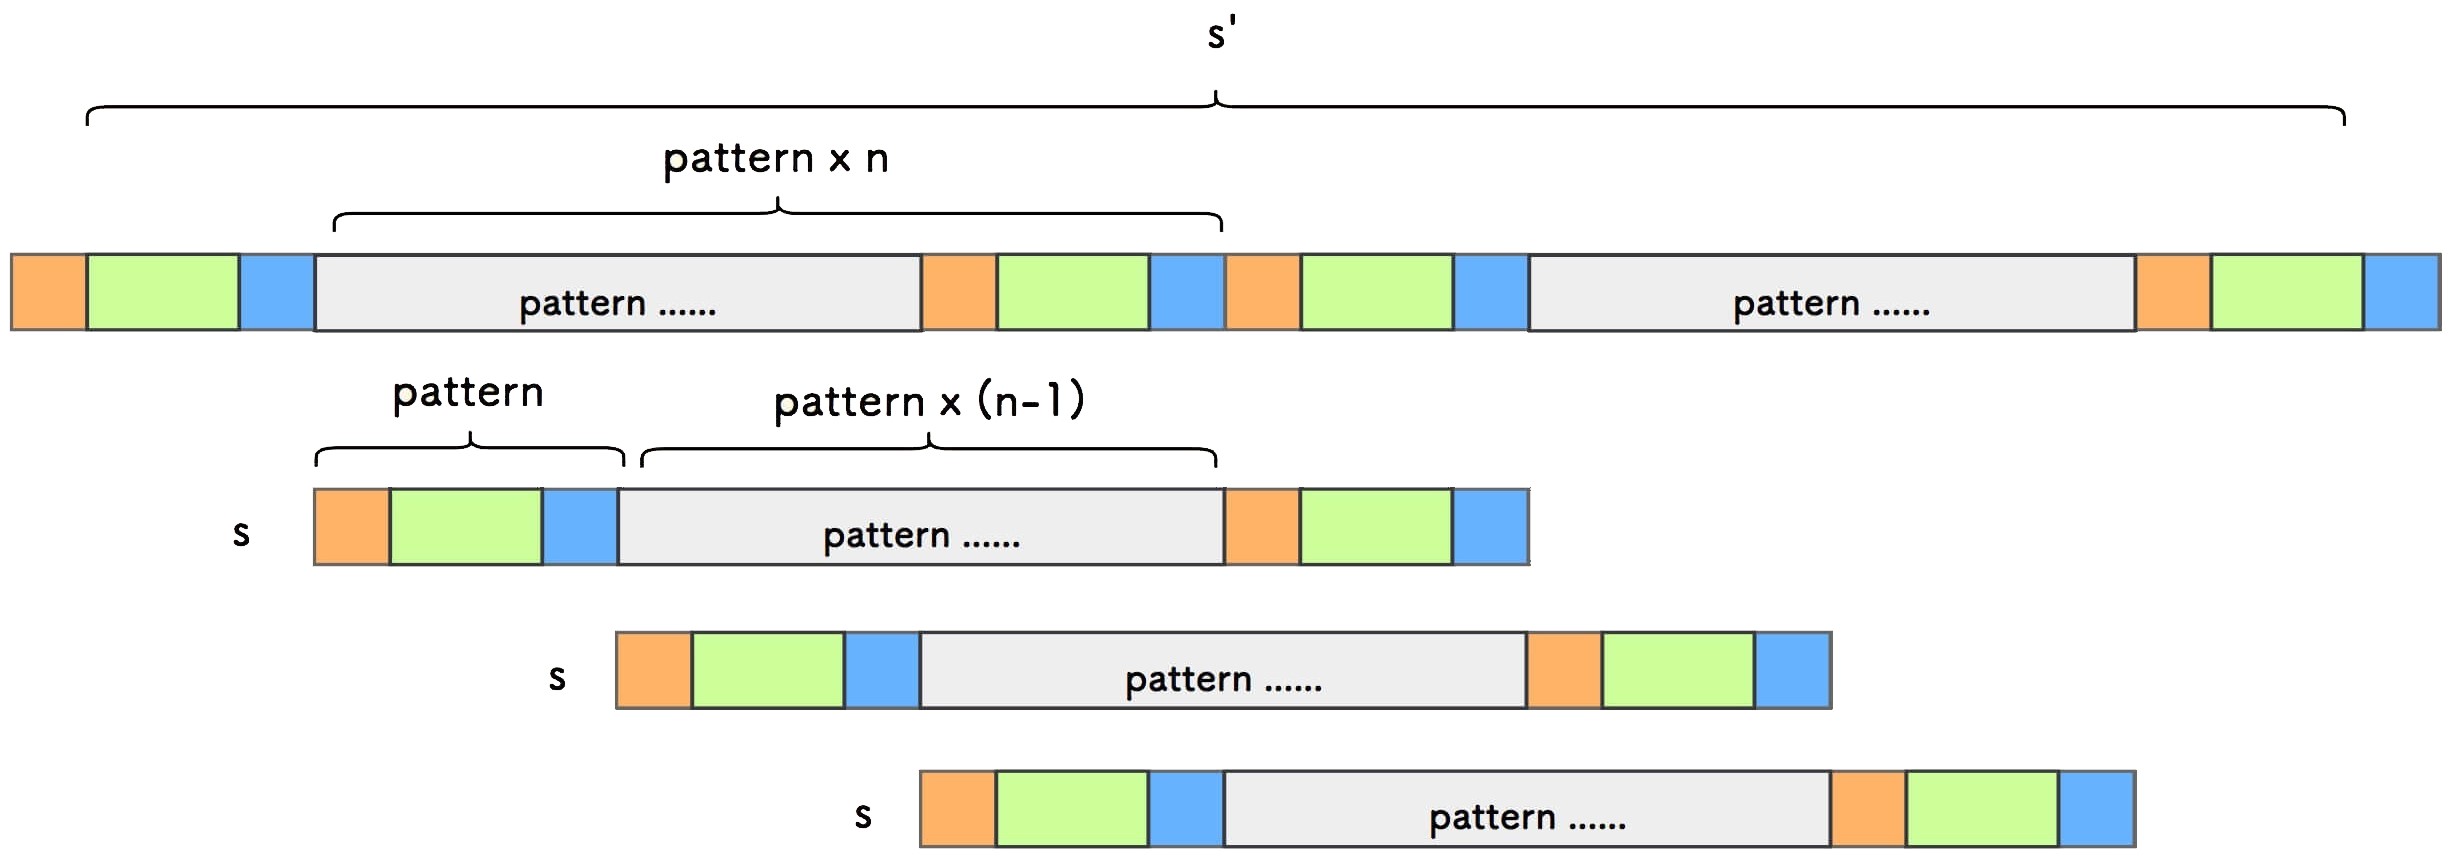 s'
pattern x n
pattern ......
pattern ......
pattern
pattern x (n-1)
s
pattern ......
s
pattern ......
s
pattern ......